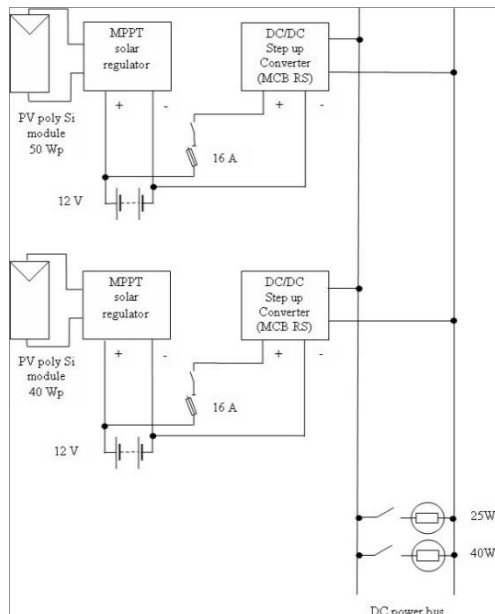 MPPT
solar
regulator
+ -
DC/DC
Step up
Converter
(MCB RS)
+ -
PV poly Si
module
50 Wp
16 A
12 V
MPPT
solar
regulator
+ -
DC/DC
Step up
Converter
(MCB RS)
+ -
PV poly Si
module
40 Wp
16 A
12 V
25W
40W
DC power bus